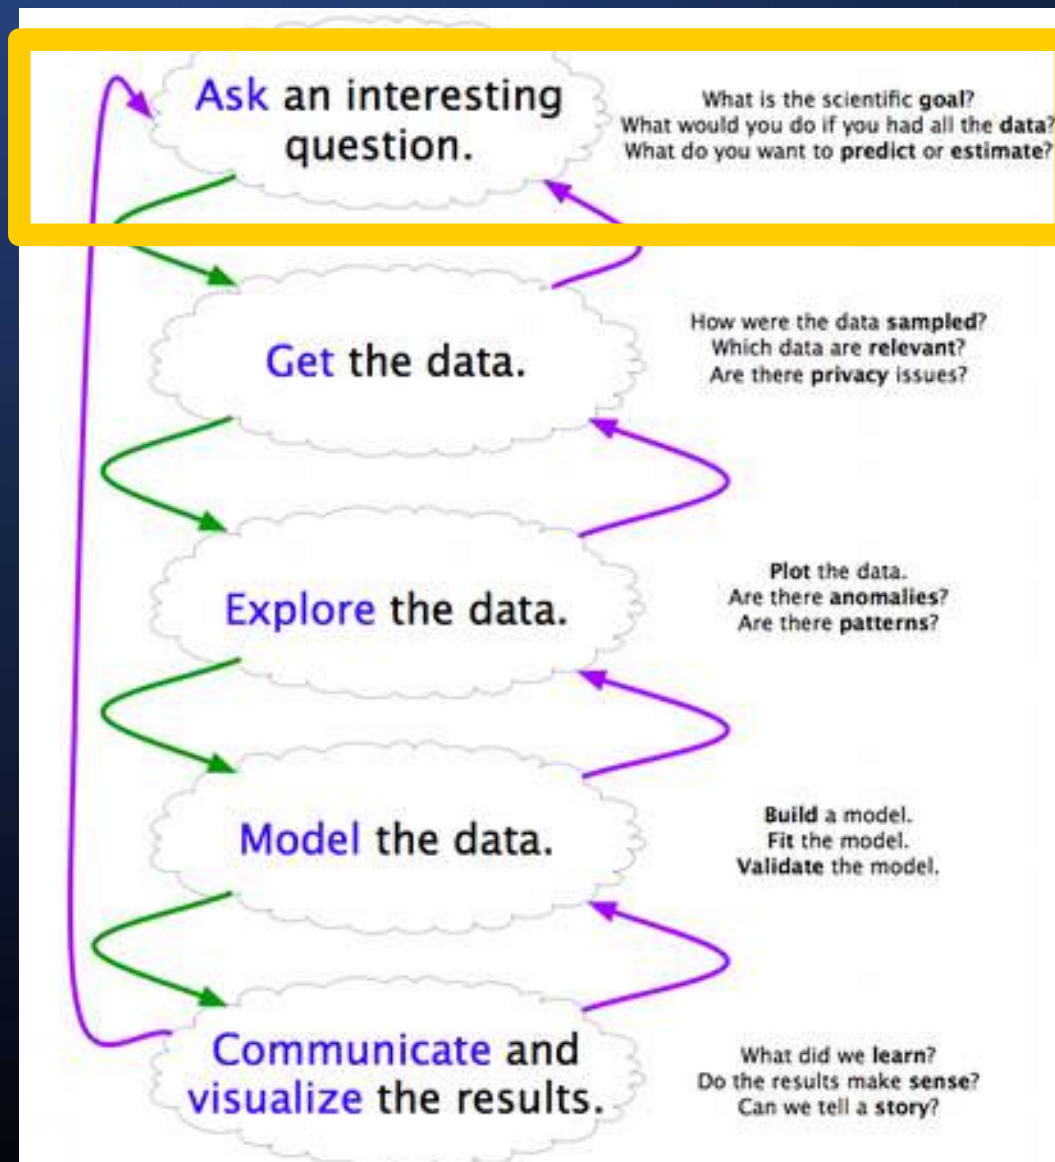 Ask an interesting
question.
What is the scientific goal?
What would you do if you had all the data?
What do you want to predict or estimate?
Get the data.
How were the data sampled?
Which data are relevant?
Are there privacy issues?
Explore the data.
Plot the data.
Are there anomalies?
Are there patterns?
Model the data.
Build a model.
Fit the model.
Validate the model.
Communicate and
visualize the results.
What did we learn?
Do the results make sense?
Can we tell a story?